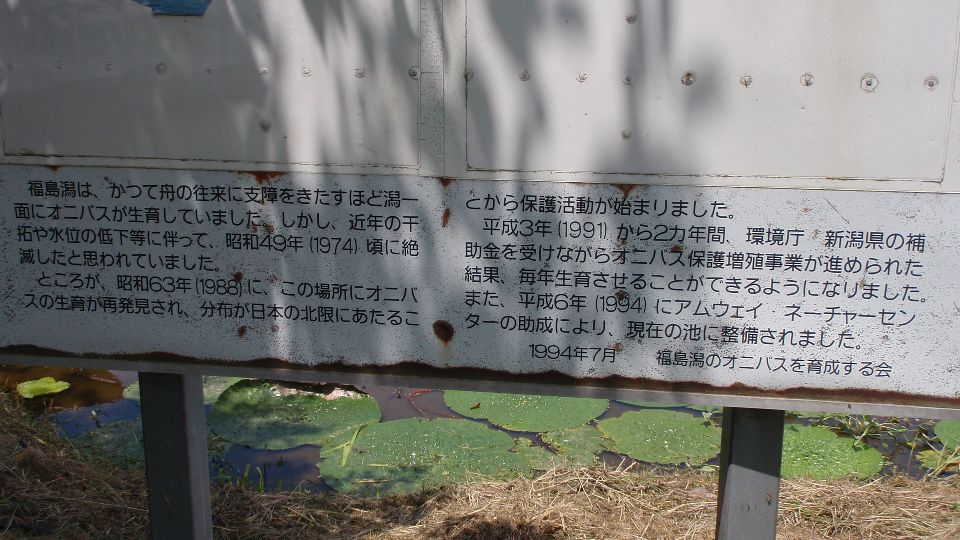 福島潟は、かつて舟の往来に支障をきたすほど潟一
面にオニバスが生育していました。しかし、近年の干
拓や水位の低下等に伴って、昭和49年(1974)頃に絶
滅したと思われていました。
ところが、昭和63年(1988)に、この場所にオニバ
スの生育が再発見され、分布が日本の北限にあたるこ
とから保護活動が始まりました。
平成3年(1991)から2カ年間、環境庁 新潟県の補
助金を受けながらオニバス保護増殖事業が進められた
結果、毎年生育させることができるようになりました。
また、平成6年(1994)にアムウェイ ネーチャーセン
ターの助成により、現在の池に整備されました。
1994年7月 福島潟のオニバスを育成する会